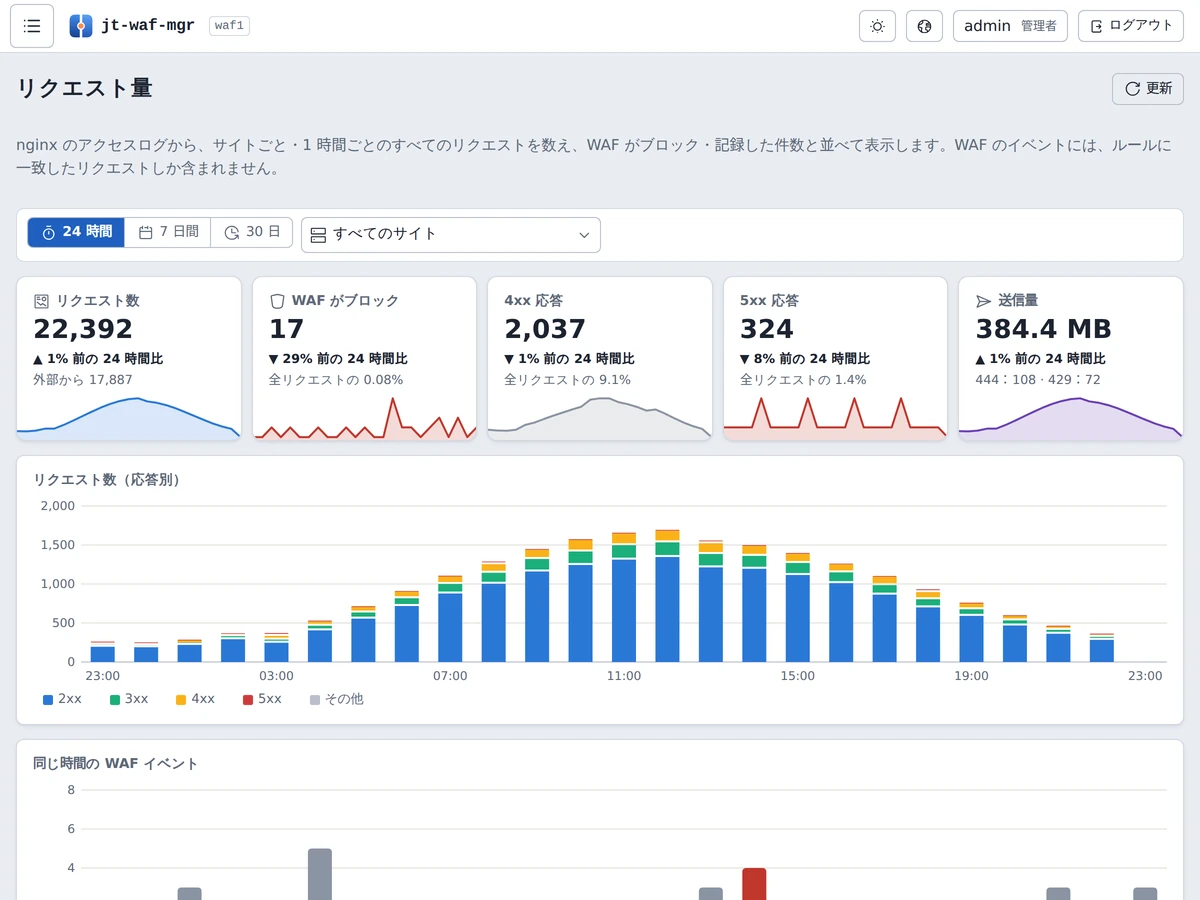 jt-waf-mgr
waf1
admin 管理者
ログアウト
リクエスト量
更新
nginx のアクセスログから、サイトごと・1 時間ごとのすべてのリクエストを数え、WAF がブロック・記録した件数と並べて表示します。WAF のイベントには、ルールに
一致したリクエストしか含まれません。
24 時間
7 日間
30 日
すべてのサイト
リクエスト数
22,392
▲ 1% 前の 24 時間比
外部から 17,887
WAF がブロック
17
▼ 29% 前の 24 時間比
全リクエストの 0.08%
4xx 応答
2,037
▼ 1% 前の 24 時間比
全リクエストの 9.1%
5xx 応答
324
▼ 8% 前の 24 時間比
全リクエストの 1.4%
送信量
384.4 MB
▲ 1% 前の 24 時間比
444：108 · 429：72
リクエスト数（応答別）
2,000
1,500
1,000
500
0
23:00 03:00 07:00 11:00 15:00 19:00 23:00
2xx 3xx 4xx 5xx その他
同じ時間の WAF イベント
8
6
4